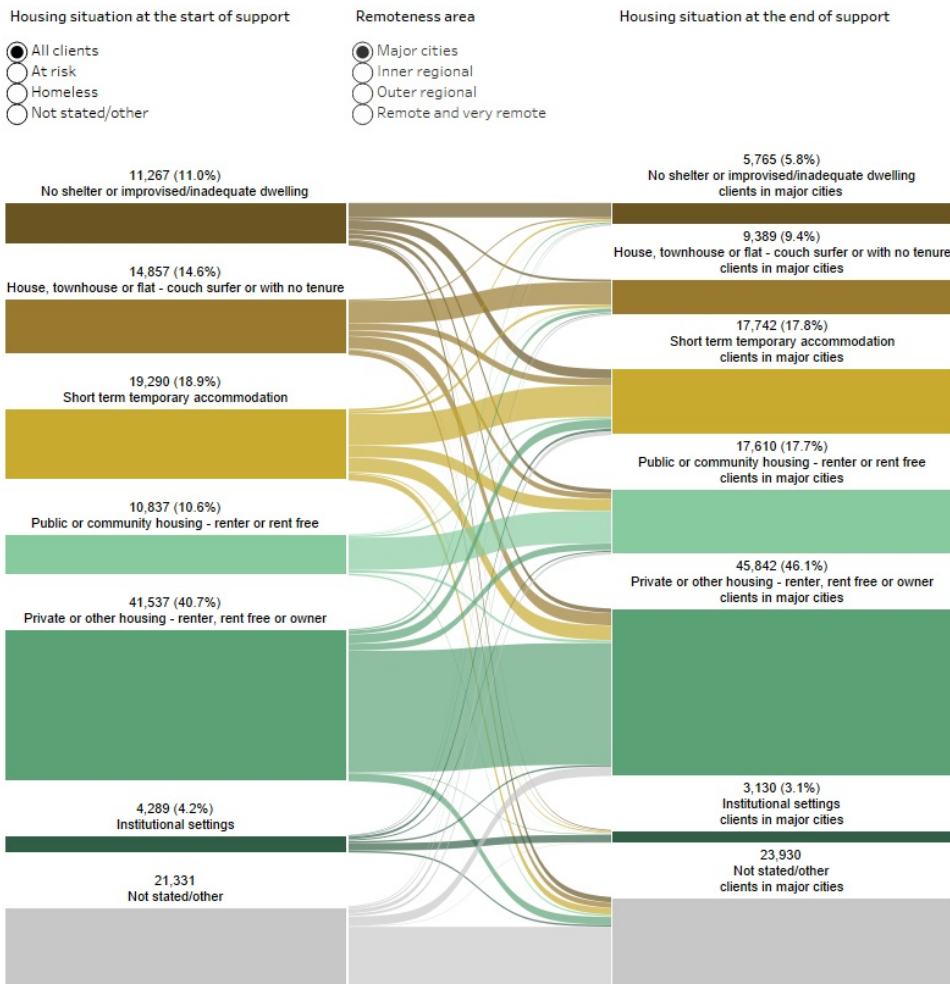 Housing situation at the start of support
Remoteness area
Housing situation at the end of support
All clients
At risk
Homeless
Not stated/other
Major cities
Inner regional
Outer regional
Remote and very remote
11,267 (11.0%)
No shelter or improvised/inadequate dwelling
14,857 (14.6%)
House, townhouse or flat - couch surfer or with no tenure
19,290 (18.9%)
Short term temporary accommodation
10,837 (10.6%)
Public or community housing - renter or rent free
41,537 (40.7%)
Private or other housing - renter, rent free or owner
4,289 (4.2%)
Institutional settings
21,331
Not stated/other
5,765 (5.8%)
No shelter or improvised/inadequate dwelling
clients in major cities
9,389 (9.4%)
House, townhouse or flat - couch surfer or with no tenure
clients in major cities
17,742 (17.8%)
Short term temporary accommodation
clients in major cities
17,610 (17.7%)
Public or community housing - renter or rent free
clients in major cities
45,842 (46.1%)
Private or other housing - renter, rent free or owner
clients in major cities
3,130 (3.1%)
Institutional settings
clients in major cities
23,930
Not stated/other
clients in major cities